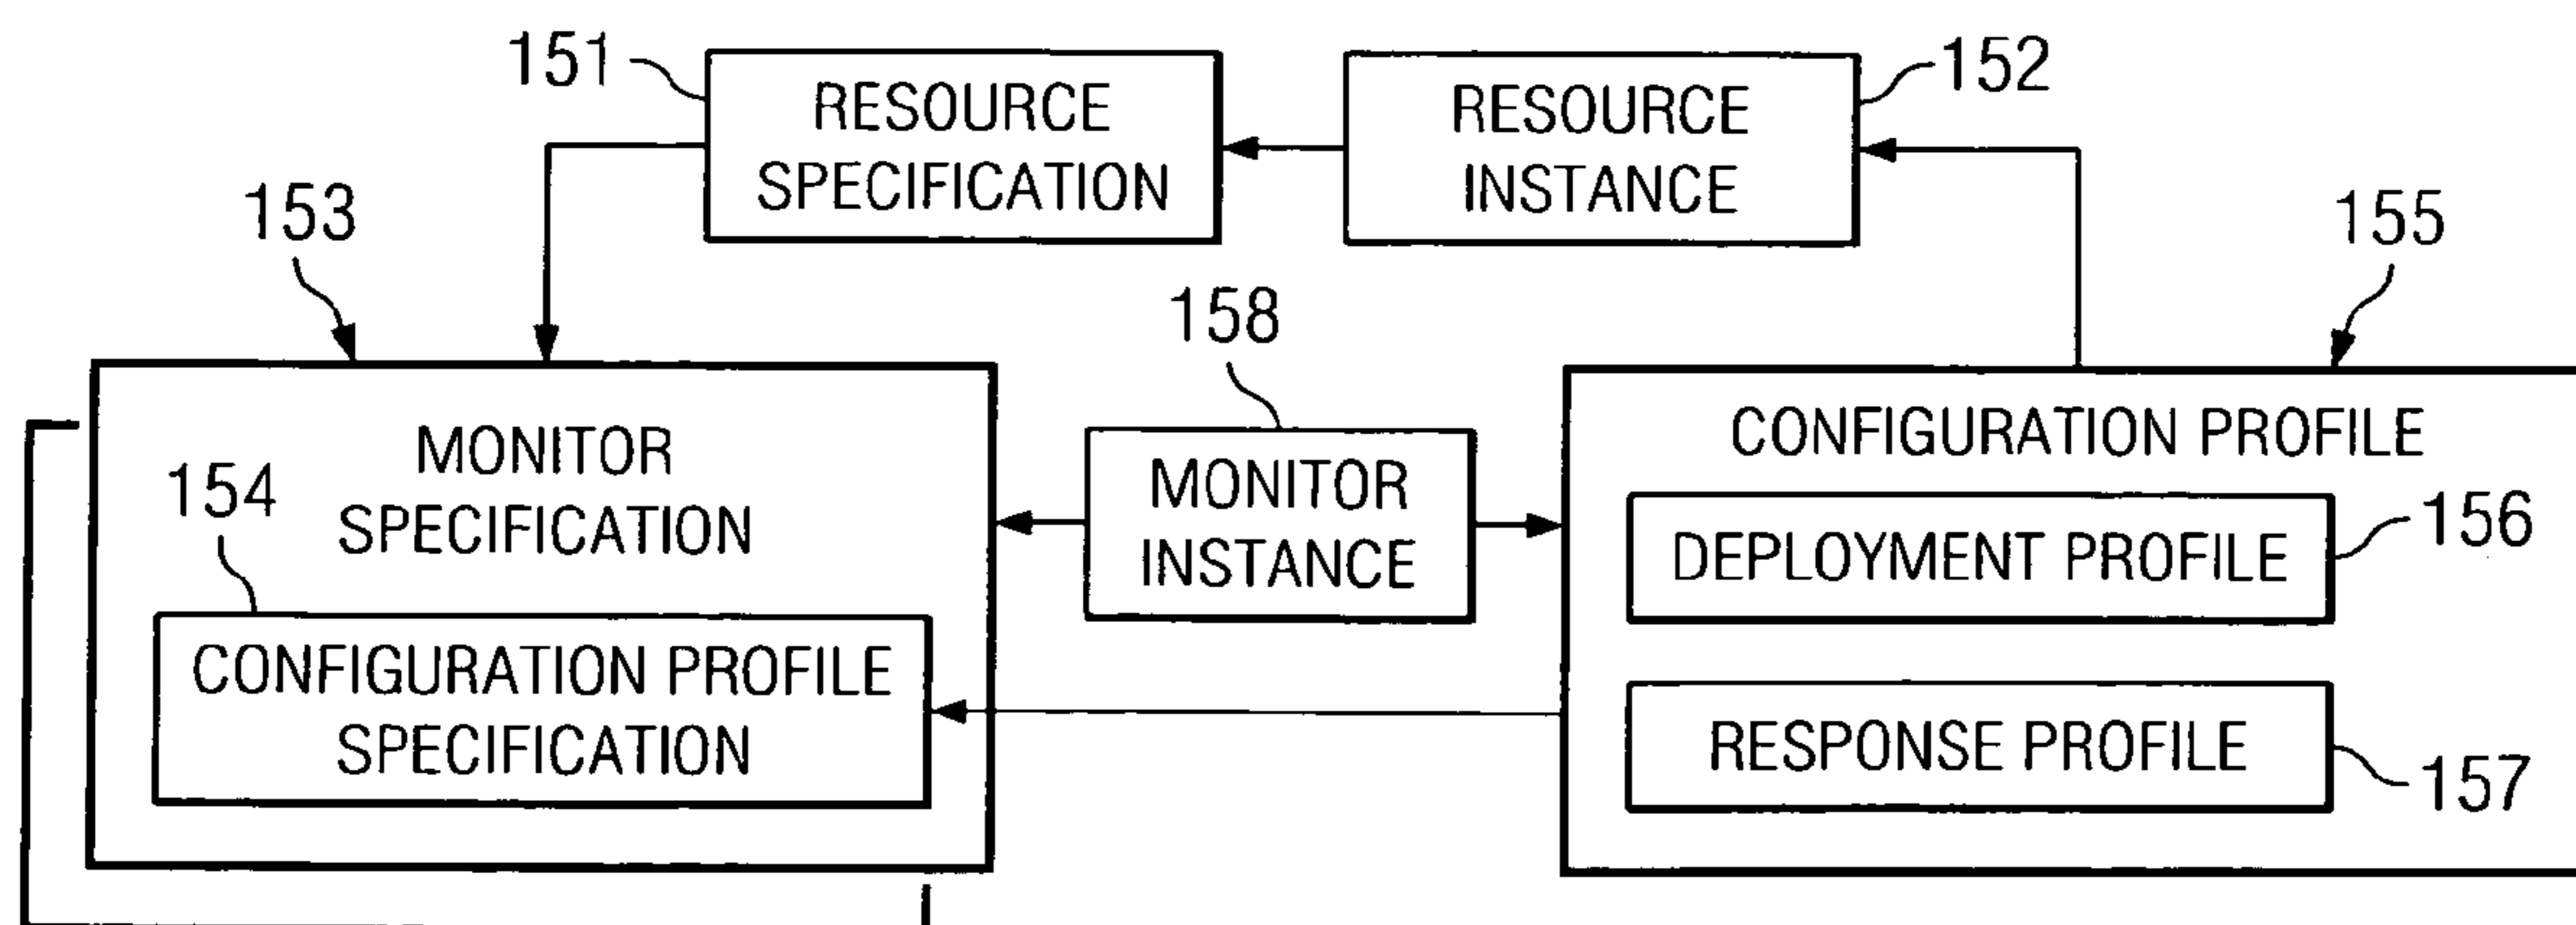 151
RESOURCE
SPECIFICATION
RESOURCE
INSTANCE
152
153
155
158
MONITOR
SPECIFICATION
154
CONFIGURATION PROFILE
SPECIFICATION
MONITOR
INSTANCE
CONFIGURATION PROFILE
DEPLOYMENT PROFILE
156
RESPONSE PROFILE
157